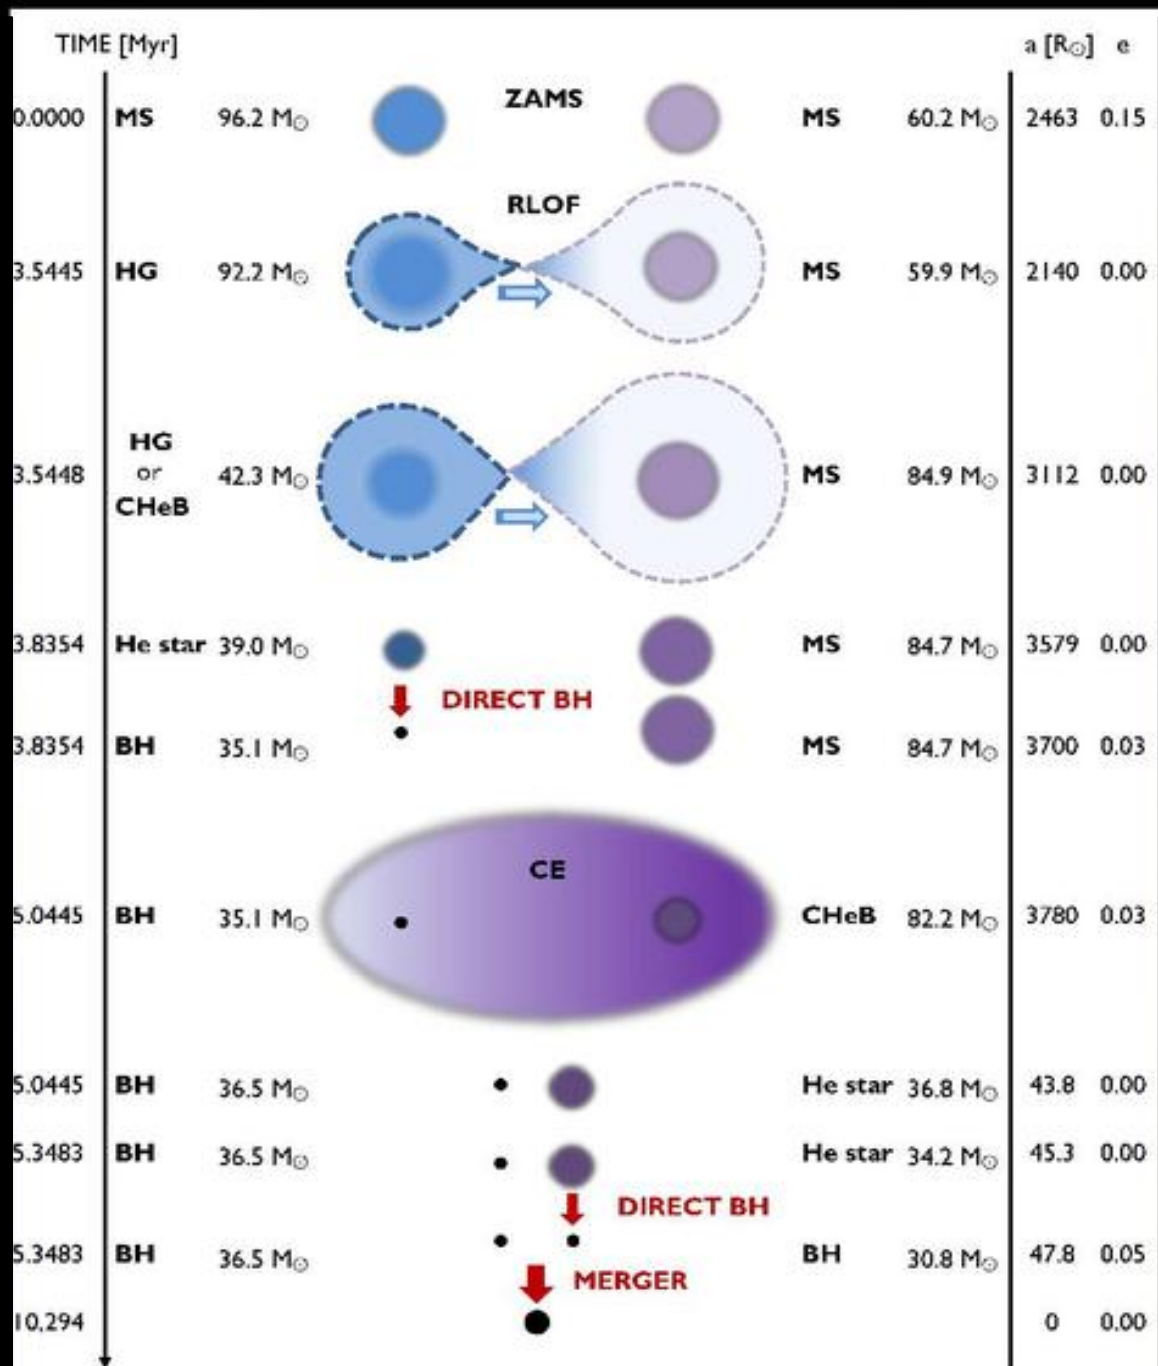 TIME [Myr] a [R☉] e
ZAMS
0.0000 MS 96.2 M☉ MS 60.2 M☉ 2463 0.15
RLOF
3.5445 HG 92.2 M☉ MS 59.9 M☉ 2140 0.00
HG
or
3.5448 42.3 M☉ MS 84.9 M☉ 3112 0.00
CHeB
3.8354 He star 39.0 M☉ MS 84.7 M☉ 3579 0.00
DIRECT BH
3.8354 BH 35.1 M☉ MS 84.7 M☉ 3700 0.03
CE
5.0445 BH 35.1 M☉ CHeB 82.2 M☉ 3780 0.03
5.0445 BH 36.5 M☉ He star 36.8 M☉ 43.8 0.00
5.3483 BH 36.5 M☉ He star 34.2 M☉ 45.3 0.00
DIRECT BH
5.3483 BH 36.5 M☉ BH 30.8 M☉ 47.8 0.05
MERGER
10,294 0 0.00